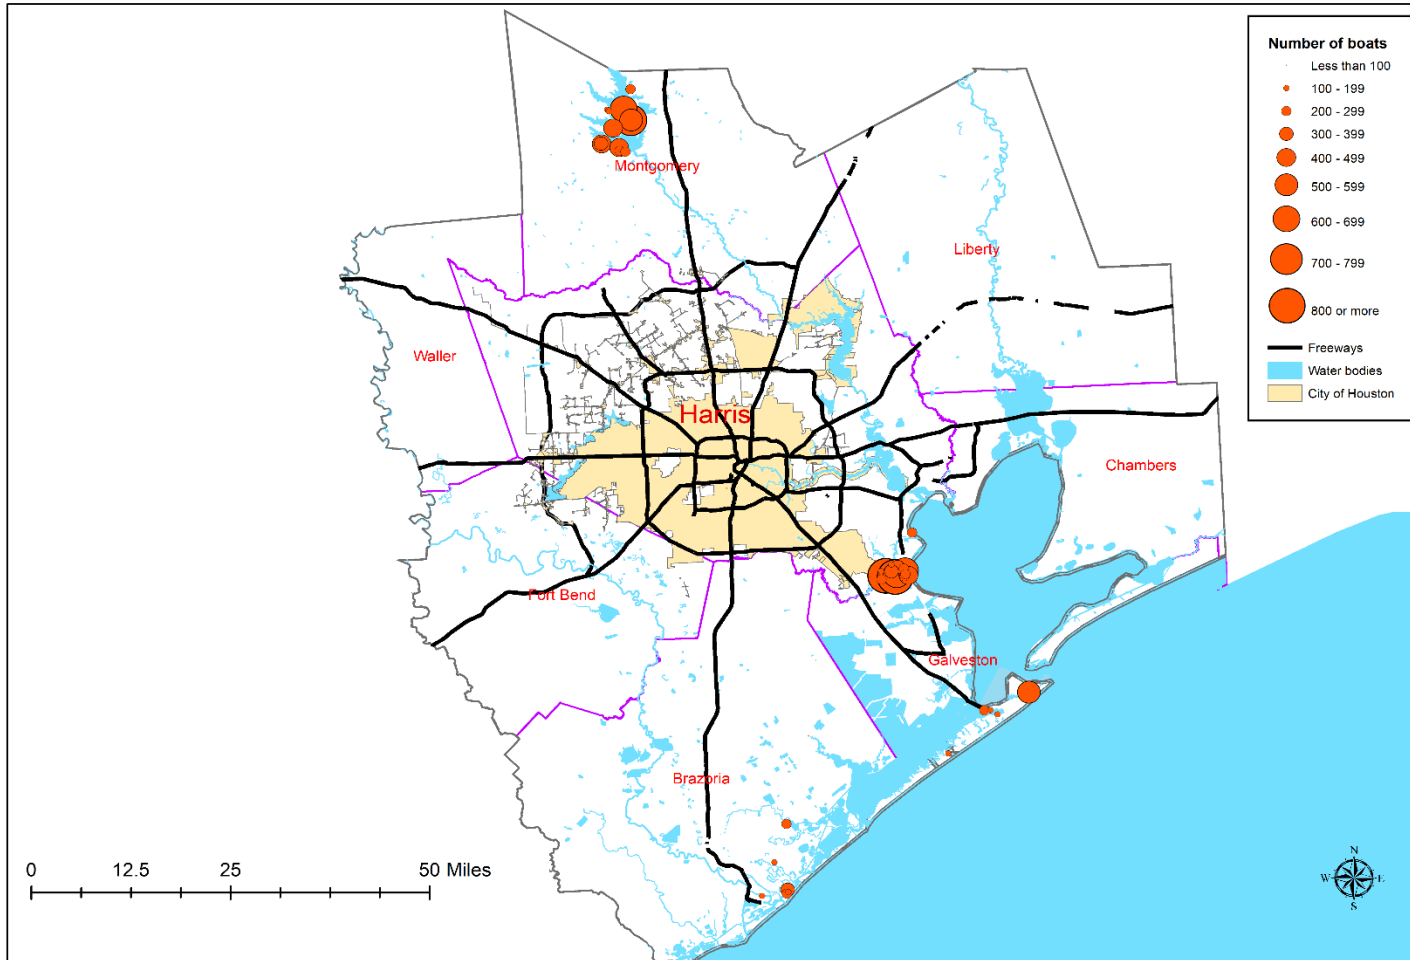 Number of boats
Less than 100
100 - 199
200 - 299
300 - 399
400 - 499
500 - 599
600 - 699
700 - 799
800 or more
Freeways
Water bodies
City of Houston
Montgomery
Liberty
Waller
Harris
Chambers
Fort Bend
Galveston
Brazoria
0 12.5 25 50 Miles
N
W E
S